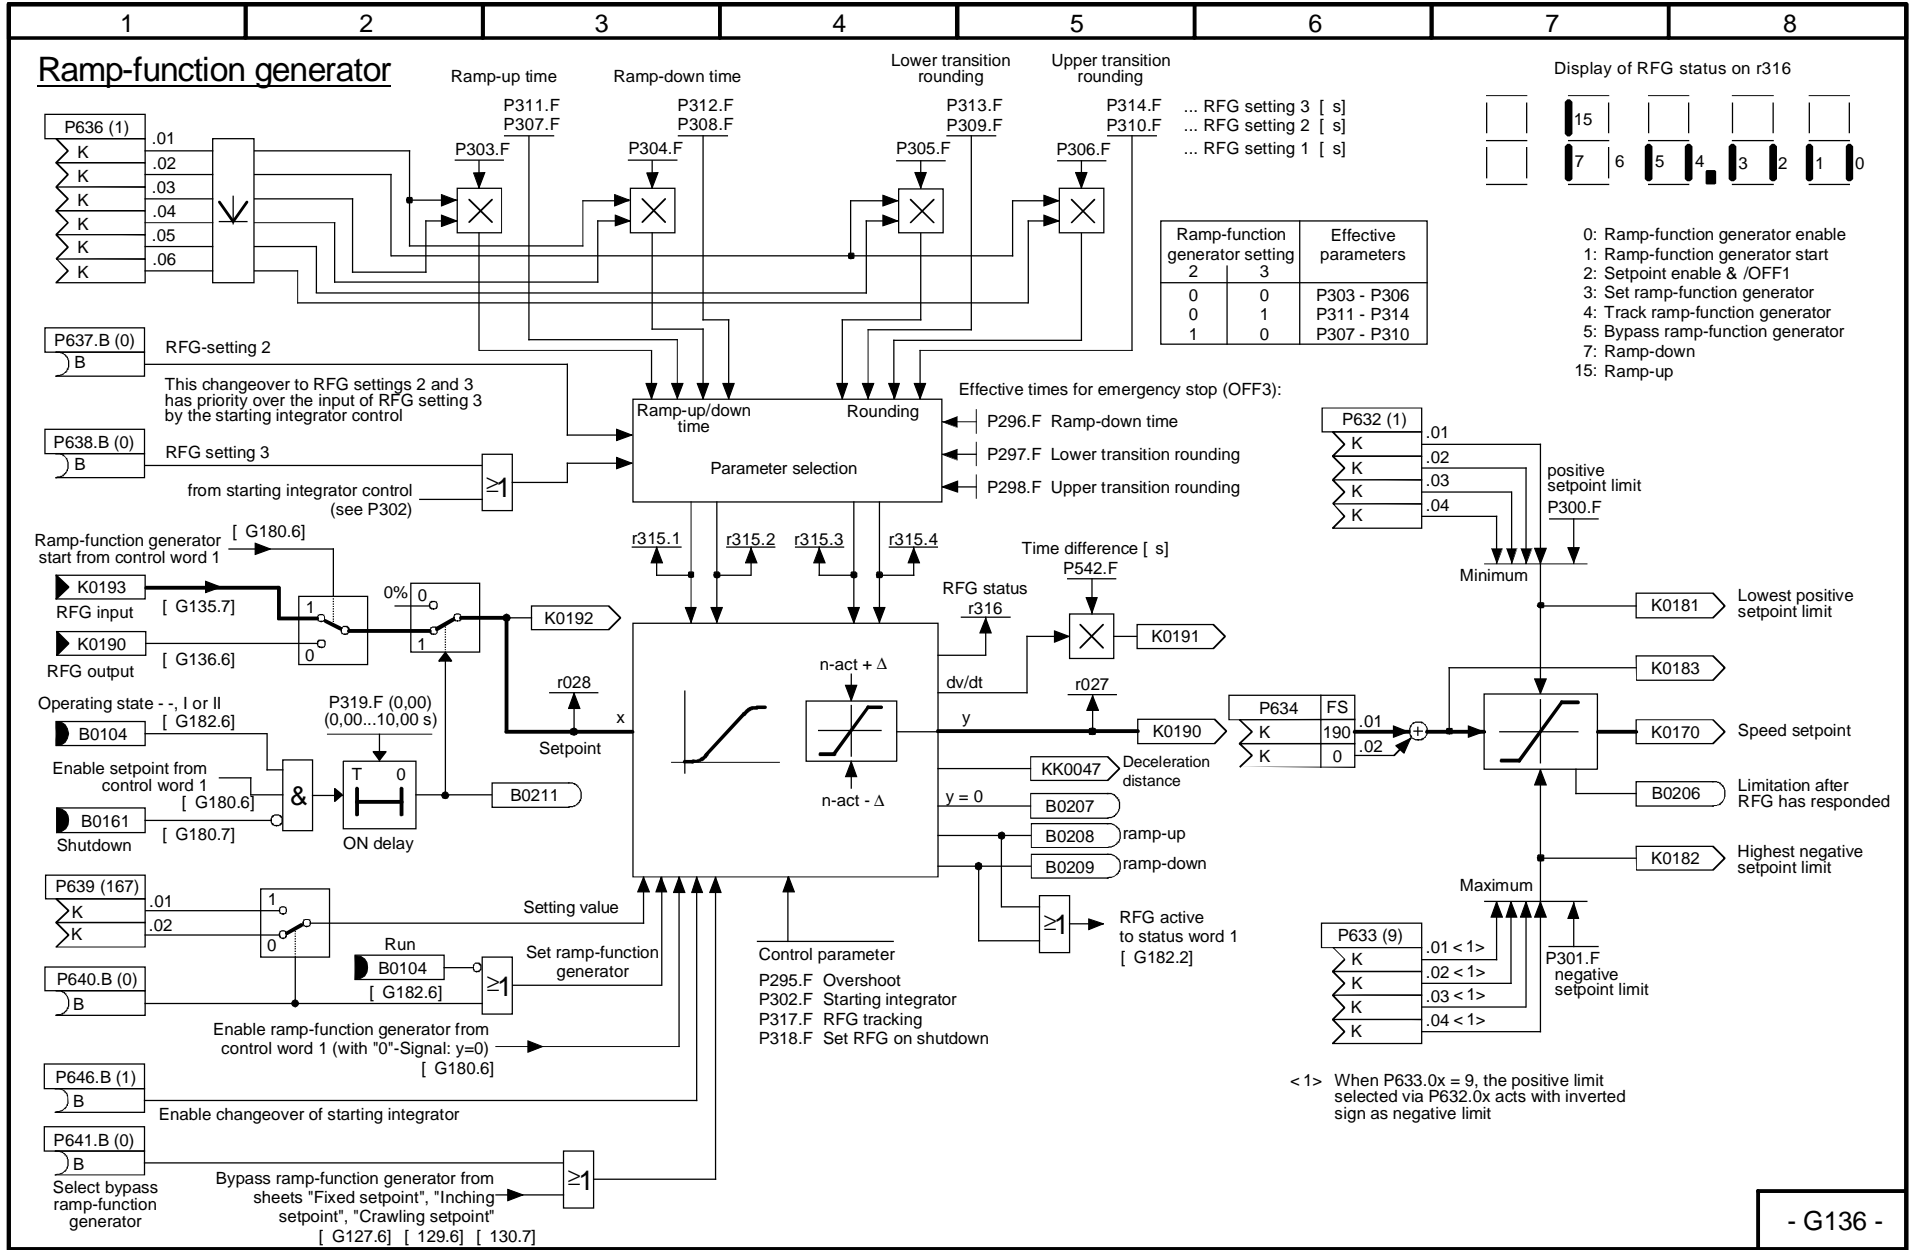 1 2 3 4 5 6 7 8
Ramp-function generator
Ramp-up time
Ramp-down time
Lower transition
rounding
Upper transition
rounding
P311.F
P307.F
P303.F
P312.F
P308.F
P304.F
P313.F
P309.F
P305.F
P314.F
P310.F
P306.F
... RFG setting 3 [ s]
... RFG setting 2 [ s]
... RFG setting 1 [ s]
P636 (1)
K .01
K .02
K .03
K .04
K .05
K .06
Display of RFG status on r316
15
7 6 5 4 3 2 1 0
0: Ramp-function generator enable
1: Ramp-function generator start
2: Setpoint enable & /OFF1
3: Set ramp-function generator
4: Track ramp-function generator
5: Bypass ramp-function generator
7: Ramp-down
15: Ramp-up
Ramp-function
generator setting
Effective
parameters
2 3
0 0 P303 - P306
0 1 P311 - P314
1 0 P307 - P310
P637.B (0)
B
RFG-setting 2
This changeover to RFG settings 2 and 3
has priority over the input of RFG setting 3
by the starting integrator control
P638.B (0)
B
RFG setting 3
from starting integrator control
(see P302)
≥1
Ramp-up/down
time
Rounding
Parameter selection
Effective times for emergency stop (OFF3):
P296.F Ramp-down time
P297.F Lower transition rounding
P298.F Upper transition rounding
r315.1
r315.2
r315.3
r315.4
Ramp-function generator
start from control word 1
[ G180.6]
K0193
RFG input
[ G135.7]
K0190
RFG output
[ G136.6]
1
0
0%
0
1
K0192
r028
Setpoint
x
n-act + Δ
n-act - Δ
RFG status
r316
Time difference [ s]
P542.F
K0191
dv/dt
r027
y
K0190
KK0047
Deceleration
distance
y = 0
B0207
B0208
ramp-up
B0209
ramp-down
≥1
RFG active
to status word 1
[ G182.2]
Operating state - -, I or II
[ G182.6]
B0104
Enable setpoint from
control word 1
[ G180.6]
B0161
Shutdown
[ G180.7]
&
P319.F (0,00)
(0,00...10,00 s)
T 0
ON delay
B0211
P639 (167)
K .01
K .02
1
0
Setting value
Run
B0104
[ G182.6]
Set ramp-function
generator
≥1
P640.B (0)
B
Enable ramp-function generator from
control word 1 (with "0"-Signal: y=0)
[ G180.6]
P646.B (1)
B
Enable changeover of starting integrator
P641.B (0)
B
Select bypass
ramp-function
generator
Bypass ramp-function generator from
sheets "Fixed setpoint", "Inching
setpoint", "Crawling setpoint"
[ G127.6] [ 129.6] [ 130.7]
≥1
Control parameter
P295.F Overshoot
P302.F Starting integrator
P317.F RFG tracking
P318.F Set RFG on shutdown
P632 (1)
K .01
K .02
K .03
K .04
positive
setpoint limit
P300.F
Minimum
K0181
Lowest positive
setpoint limit
K0183
P634 FS
K 190 .01
K 0 .02
+
K0170
Speed setpoint
B0206
Limitation after
RFG has responded
K0182
Highest negative
setpoint limit
Maximum
P633 (9)
K .01 <1>
K .02 <1>
K .03 <1>
K .04 <1>
P301.F
negative
setpoint limit
<1> When P633.0x = 9, the positive limit
selected via P632.0x acts with inverted
sign as negative limit
- G136 -